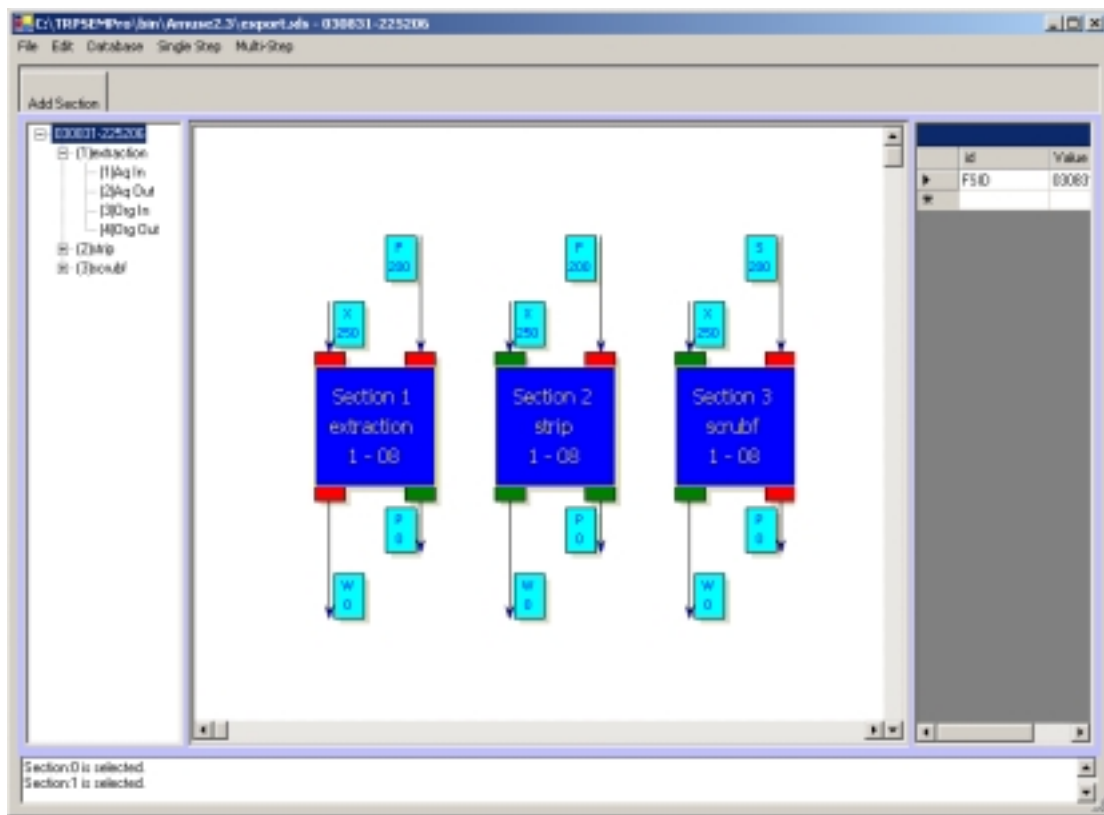 C:\TRPSEMPro\bin\Amuse2.3\export.xls - 030831-225206
File Edit Database Single Step Multi-Step
Add Section
030831-225206
(1)extraction
(1)Aq In
(2)Aq Out
(3)Org In
(4)Org Out
(2)strip
(3)scrubf
id Value
FSID 03083
F
200
F
200
S
200
X
250
X
250
X
250
Section 1
extraction
1 - 08
Section 2
strip
1 - 08
Section 3
scrubf
1 - 08
P
0
P
0
P
0
W
0
W
0
W
0
Section:0 is selected.
Section:1 is selected.